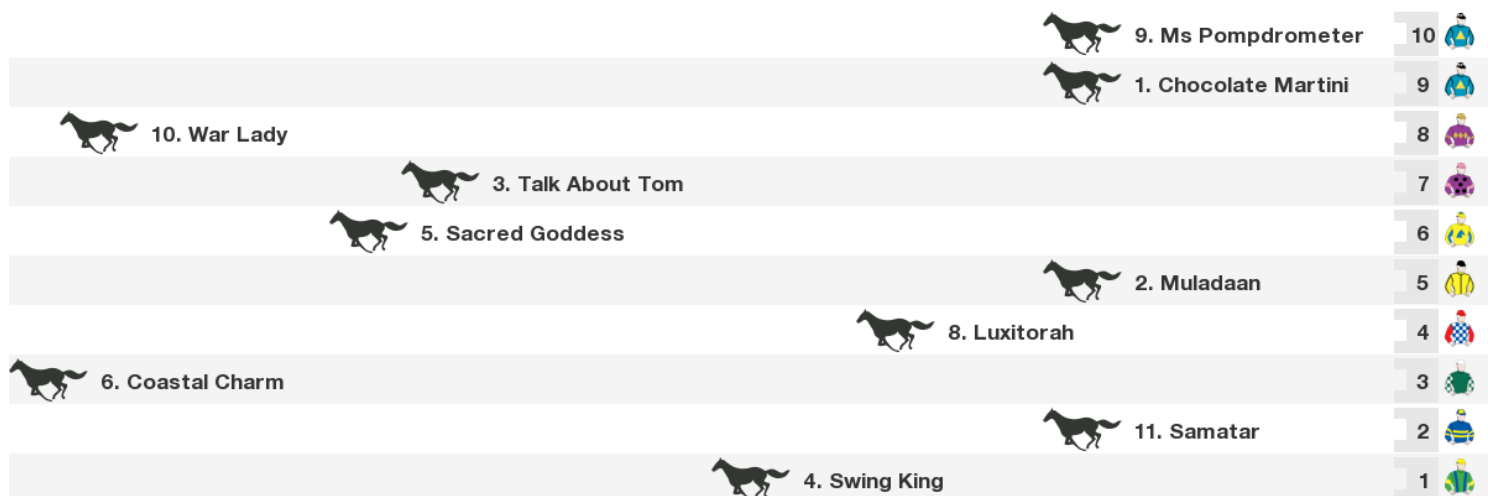 9. Ms Pompdrometer 10
1. Chocolate Martini 9
10. War Lady 8
3. Talk About Tom 7
5. Sacred Goddess 6
2. Muladaan 5
8. Luxitorah 4
6. Coastal Charm 3
11. Samatar 2
4. Swing King 1